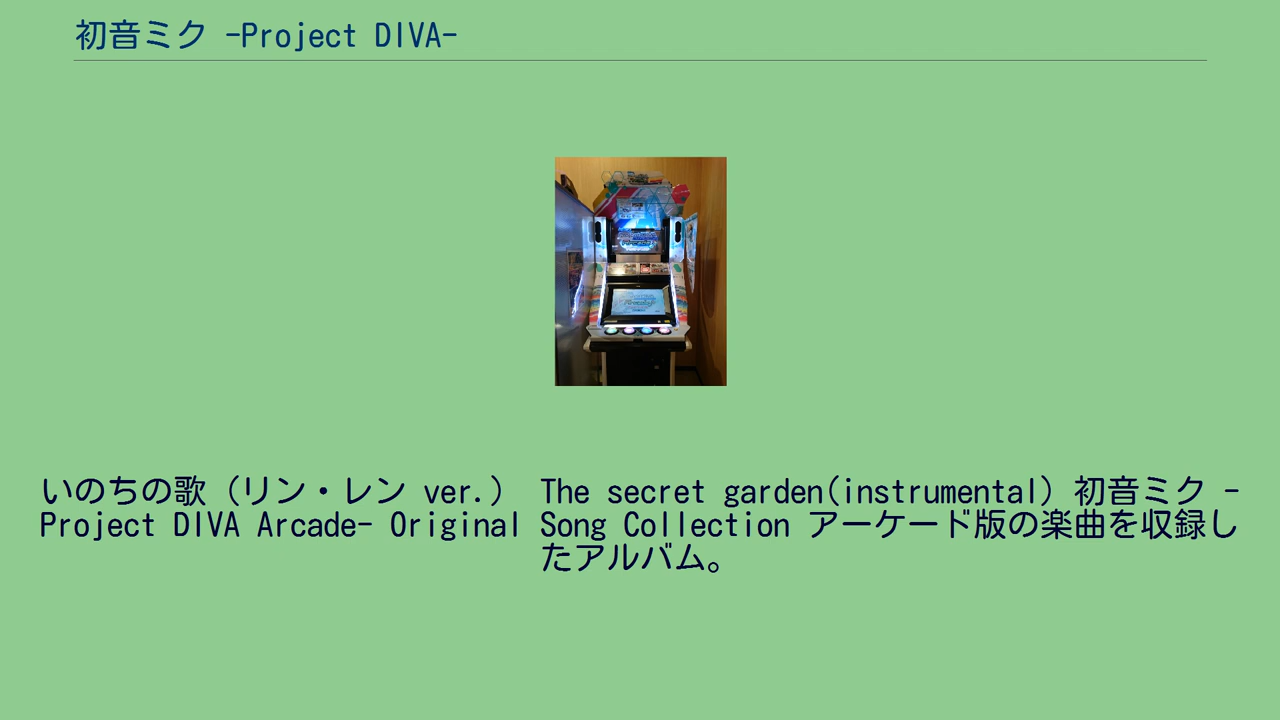 初音ミク -Project DIVA-
いのちの歌（リン・レン ver.） The secret garden(instrumental) 初音ミク -
Project DIVA Arcade- Original Song Collection アーケード版の楽曲を収録し
たアルバム。